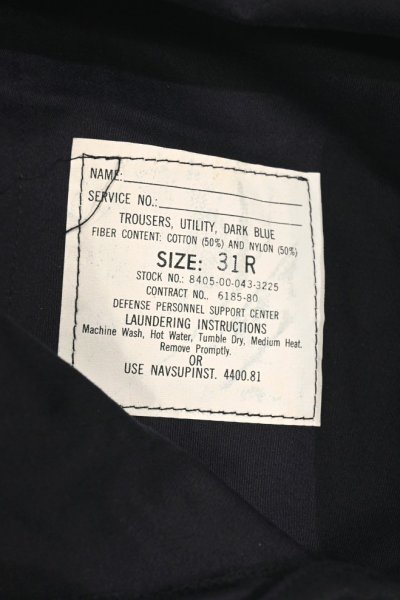 NAME:
SERVICE NO.:
TROUSERS, UTILITY, DARK BLUE
FIBER CONTENT: COTTON (50%) AND NYLON (50%)
SIZE: 31R
STOCK NO.: 8405-00-043-3225
CONTRACT NO., 6185-80
DEFENSE PERSONNEL SUPPORT CENTER
LAUNDERING INSTRUCTIONS
Machine Wash, Hot Water, Tumble Dry, Medium Heat.
Remove Promptly.
OR
USE NAVSUPINST. 4400.81